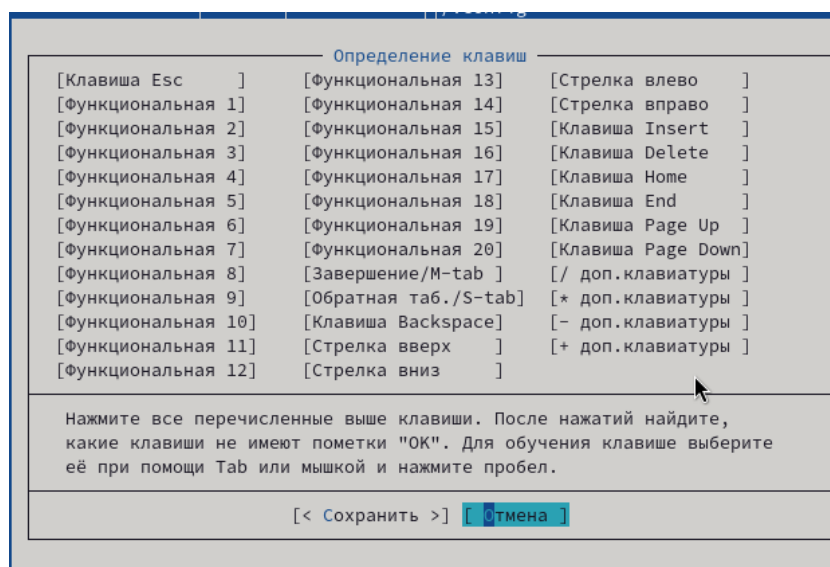 Определение клавиш
[Клавиша Esc ] [Функциональная 13] [Стрелка влево ]
[Функциональная 1] [Функциональная 14] [Стрелка вправо ]
[Функциональная 2] [Функциональная 15] [Клавиша Insert ]
[Функциональная 3] [Функциональная 16] [Клавиша Delete ]
[Функциональная 4] [Функциональная 17] [Клавиша Home ]
[Функциональная 5] [Функциональная 18] [Клавиша End ]
[Функциональная 6] [Функциональная 19] [Клавиша Page Up ]
[Функциональная 7] [Функциональная 20] [Клавиша Page Down]
[Функциональная 8] [Завершение/M-tab ] [/ доп.клавиатуры ]
[Функциональная 9] [Обратная таб./S-tab] [* доп.клавиатуры ]
[Функциональная 10] [Клавиша Backspace] [- доп.клавиатуры ]
[Функциональная 11] [Стрелка вверх ] [+ доп.клавиатуры ]
[Функциональная 12] [Стрелка вниз ]
Нажмите все перечисленные выше клавиши. После нажатий найдите,
какие клавиши не имеют пометки "OK". Для обучения клавише выберите
её при помощи Tab или мышкой и нажмите пробел.
[< Сохранить >] [ Отмена ]